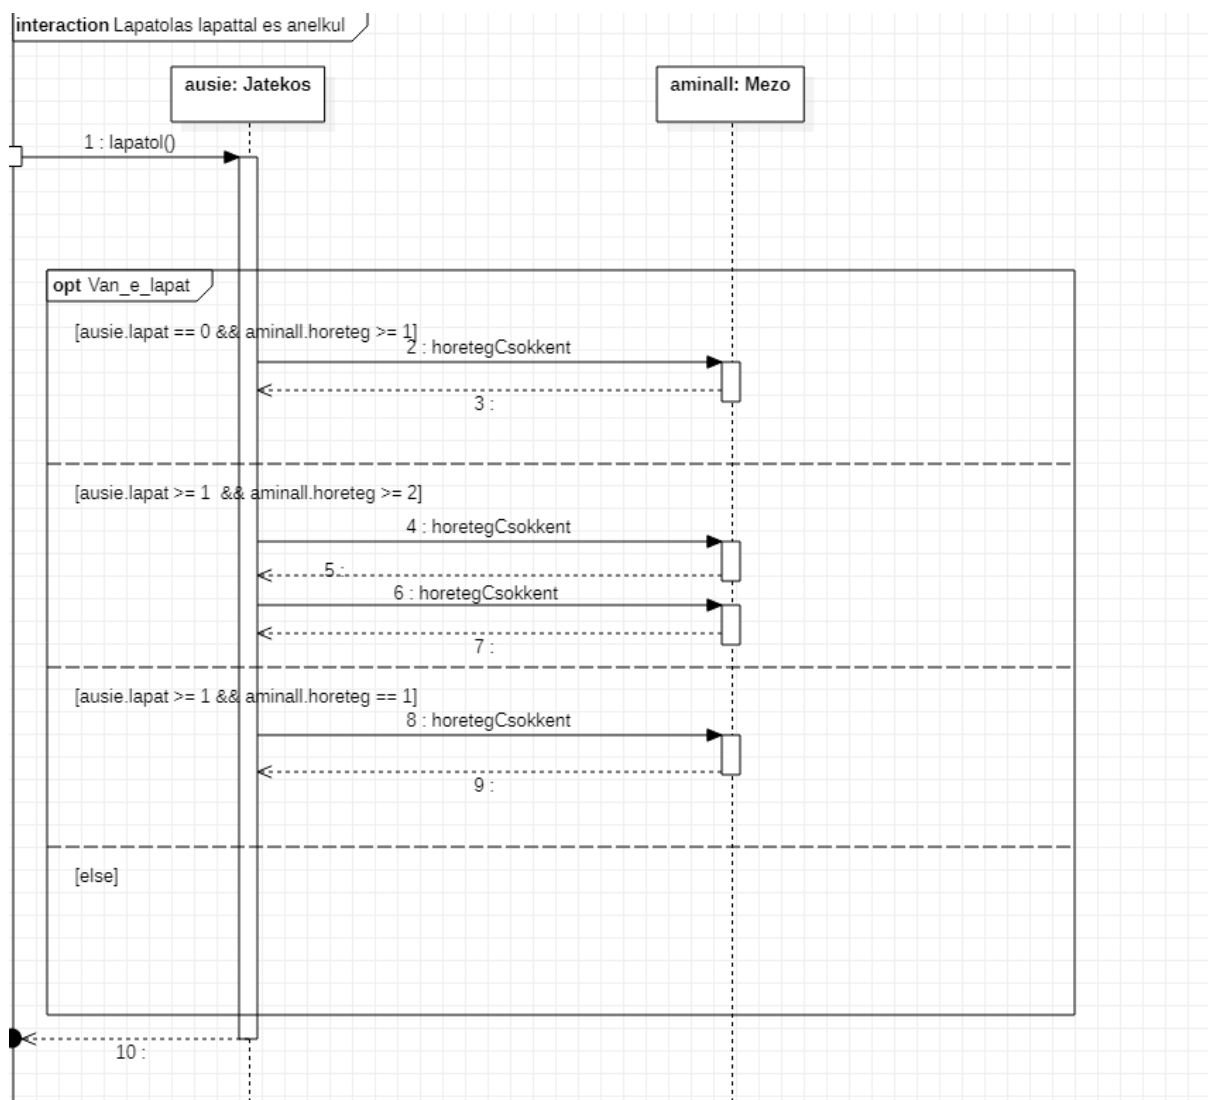 interaction Lapatolas lapattal es anelkul
ausie: Jatekos
aminall: Mezo
1 : lapatol()
opt Van_e_lapat
[ausie.lapat == 0 && aminall.horeteg >= 1]
2 : horetegCsokkent
3 :
[ausie.lapat >= 1  && aminall.horeteg >= 2]
4 : horetegCsokkent
5 :
6 : horetegCsokkent
7 :
[ausie.lapat >= 1 && aminall.horeteg == 1]
8 : horetegCsokkent
9 :
[else]
10 :